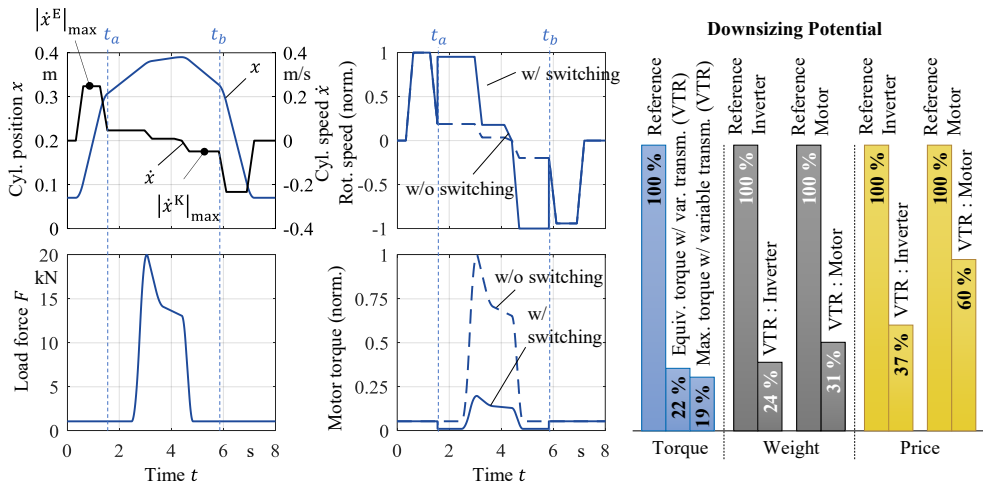 |ẋᴱ|max
t_a
t_b
0.4
m
0.3
0.2
0.1
0
Cyl. position x
x
ẋ
|ẋᴷ|max
0.4
m/s
0.2
0
-0.2
-0.4
Cyl. speed ẋ
t_a
t_b
1
0.5
0
-0.5
-1
Rot. speed (norm.)
w/ switching
w/o switching
20
kN
15
10
5
0
Load force F
0 2 4 6 s 8
Time t
1
0.75
0.5
0.25
0
Motor torque (norm.)
w/o switching
w/
switching
0 2 4 6 s 8
Time t
Downsizing Potential
Reference
100 %
Equiv. torque w/ var. transm. (VTR)
22 %
Max. torque w/ variable transm. (VTR)
19 %
Torque
Reference
Inverter
100 %
VTR : Inverter
24 %
Reference
Motor
100 %
VTR : Motor
31 %
Weight
Reference
Inverter
100 %
VTR : Inverter
37 %
Reference
Motor
100 %
VTR : Motor
60 %
Price